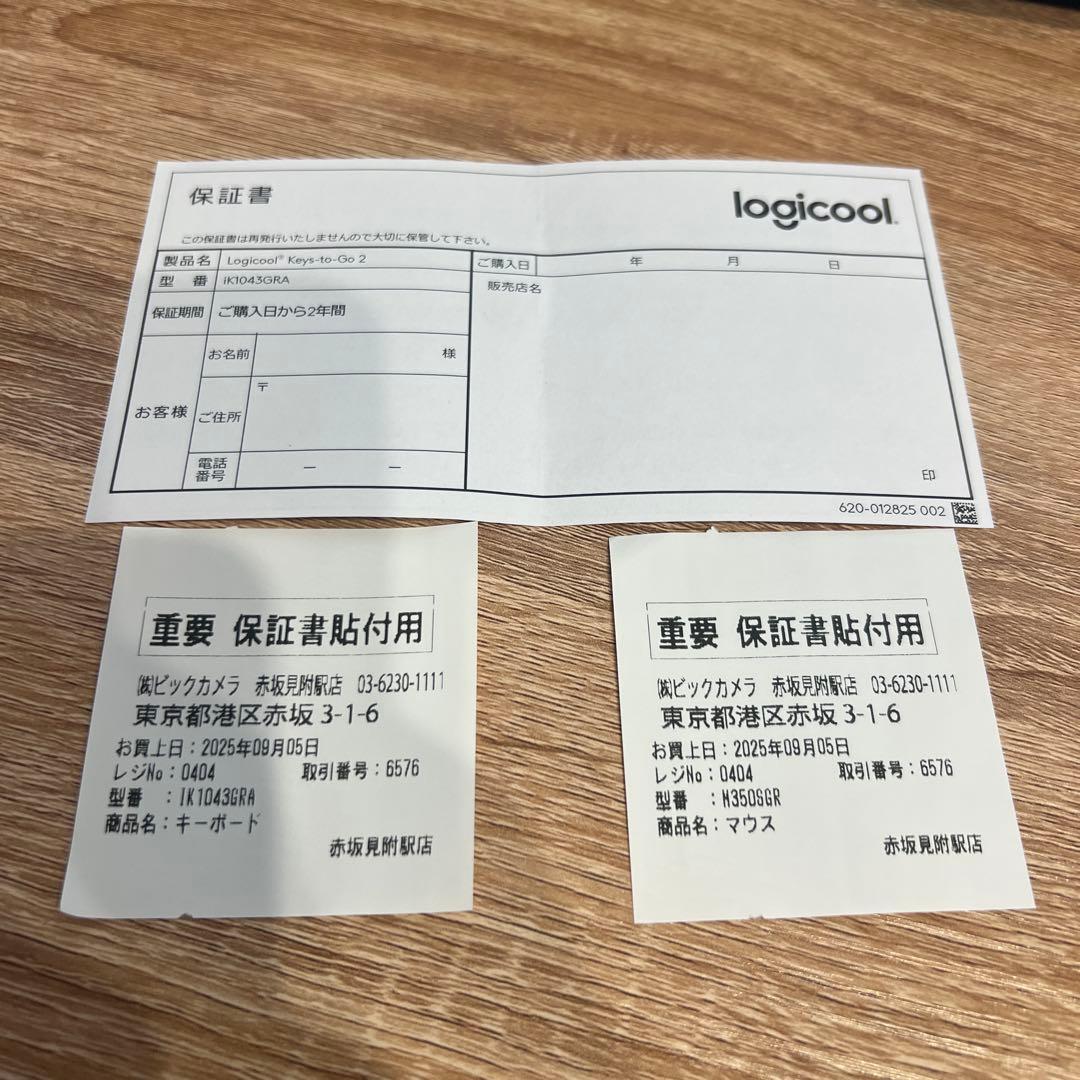 保証書
logicool
この保証書は再発行いたしませんので大切に保管して下さい。
製品名 Logicool® Keys-to-Go 2
型番 iK1043GRA
保証期間 ご購入日から2年間
お客様
お名前 様
ご住所 〒
電話番号 ー ー
ご購入日 年 月 日
販売店名
印
620-012825 002
重要 保証書貼付用
㈱ビックカメラ 赤坂見附駅店 03-6230-1111
東京都港区赤坂3-1-6
お買上日:2025年09月05日
レジNo:0404 取引番号:6576
型番 :IK1043GRA
商品名:キーボード
赤坂見附駅店
重要 保証書貼付用
㈱ビックカメラ 赤坂見附駅店 03-6230-1111
東京都港区赤坂3-1-6
お買上日:2025年09月05日
レジNo:0404 取引番号:6576
型番 :M350SGR
商品名:マウス
赤坂見附駅店